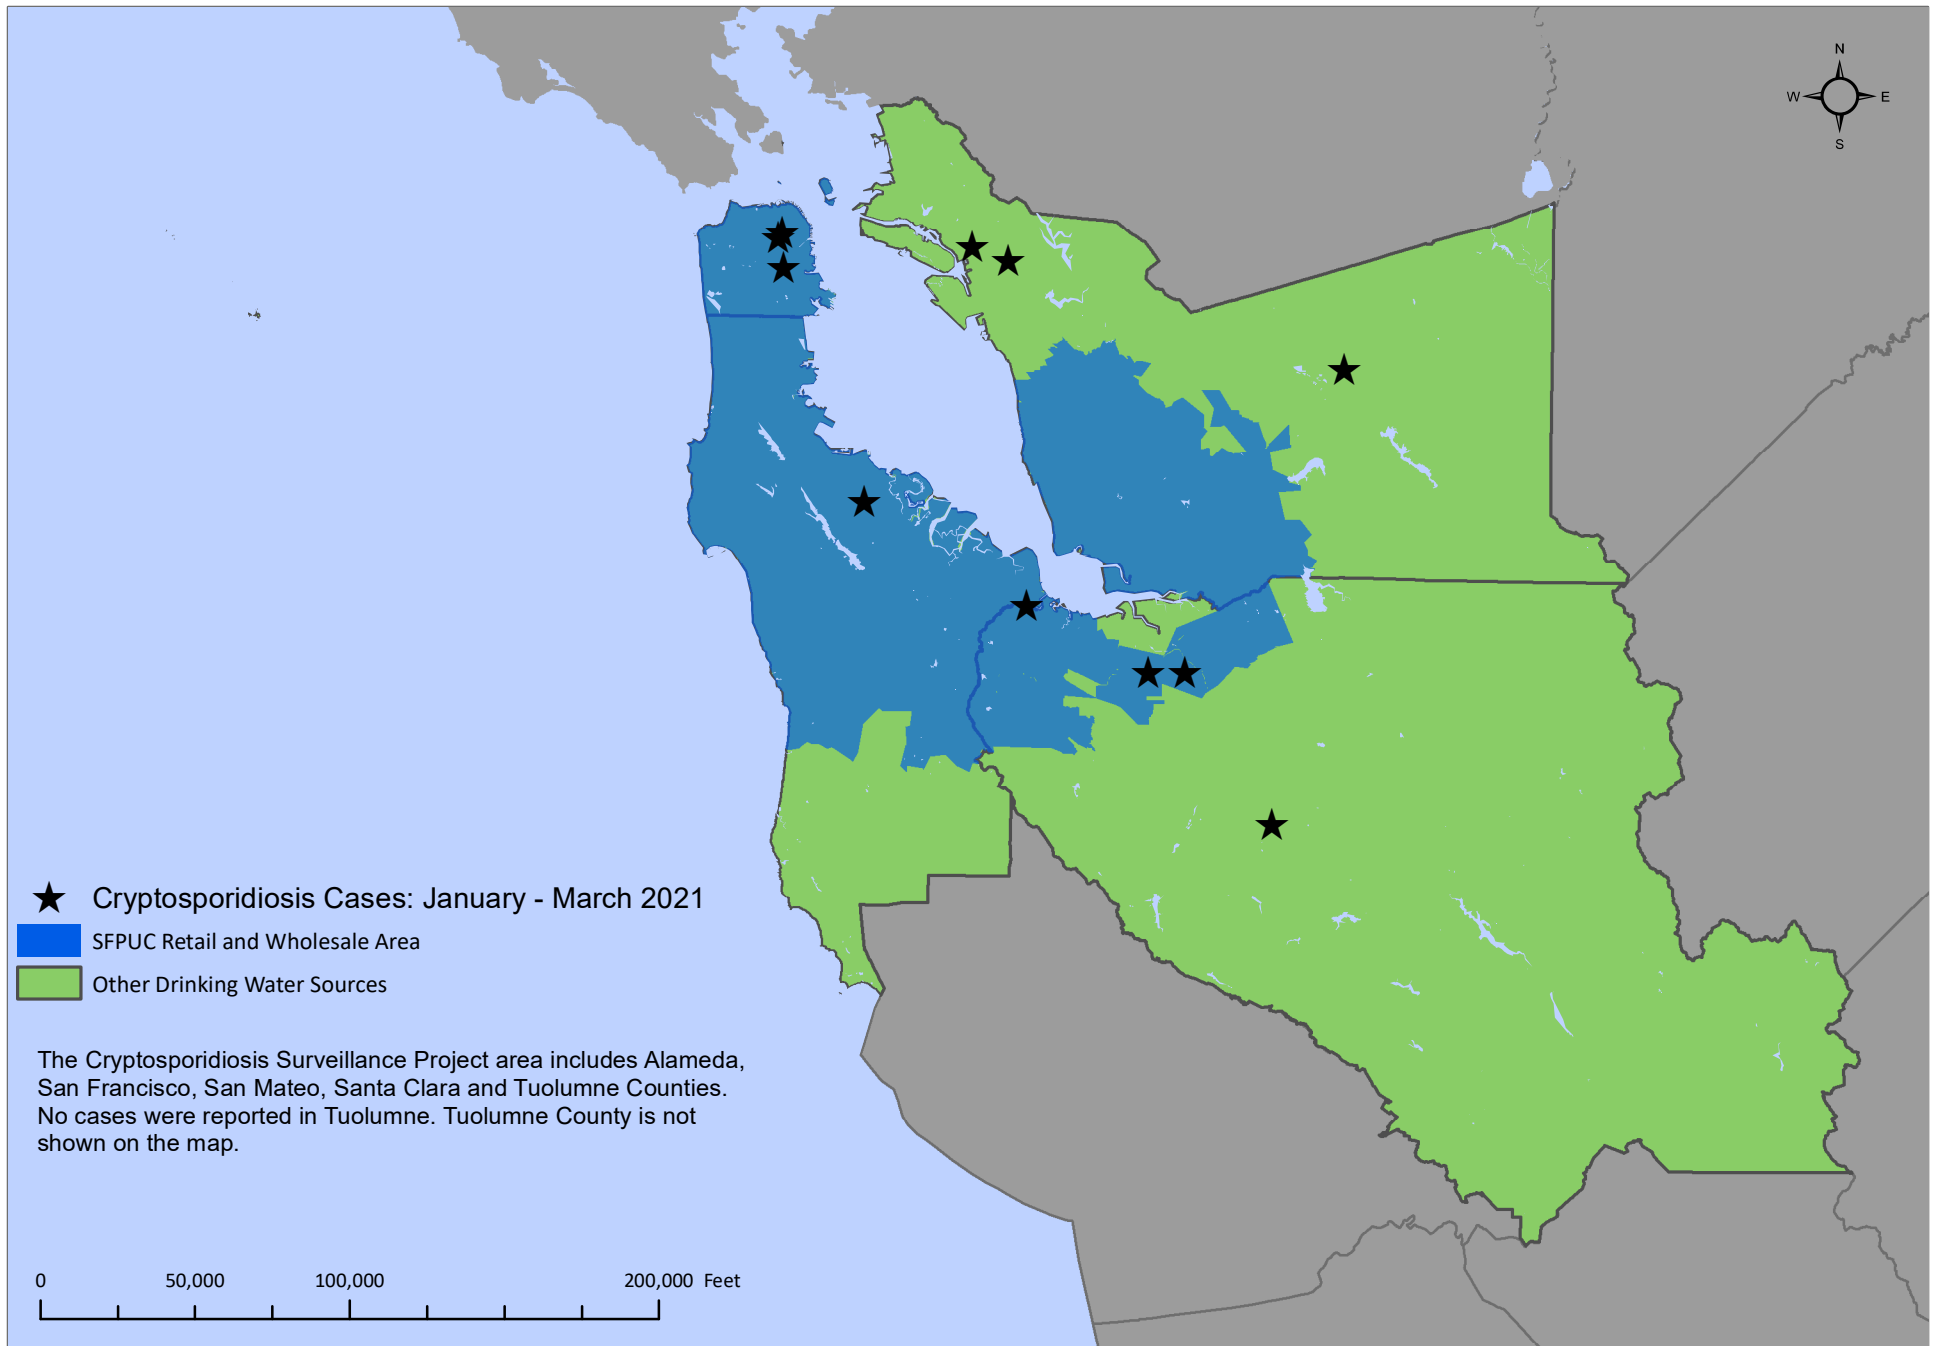 N
W E
S
Cryptosporidiosis Cases: January - March 2021
SFPUC Retail and Wholesale Area
Other Drinking Water Sources
The Cryptosporidiosis Surveillance Project area includes Alameda,
San Francisco, San Mateo, Santa Clara and Tuolumne Counties.
No cases were reported in Tuolumne. Tuolumne County is not
shown on the map.
0 50,000 100,000 200,000 Feet